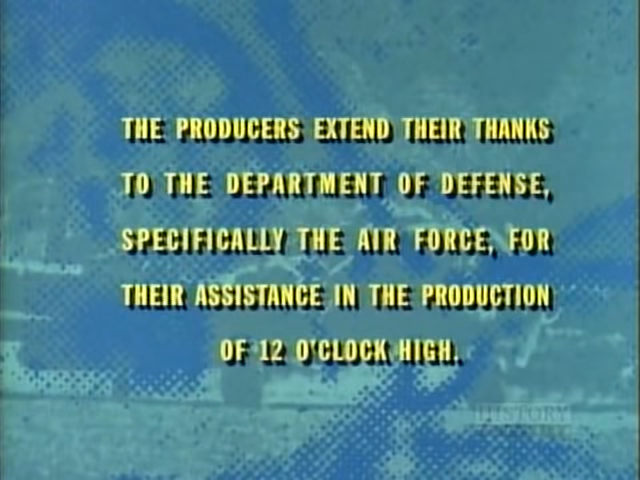 THE PRODUCERS EXTEND THEIR THANKS
TO THE DEPARTMENT OF DEFENSE,
SPECIFICALLY THE AIR FORCE, FOR
THEIR ASSISTANCE IN THE PRODUCTION
OF 12 O'CLOCK HIGH.
HISTORY